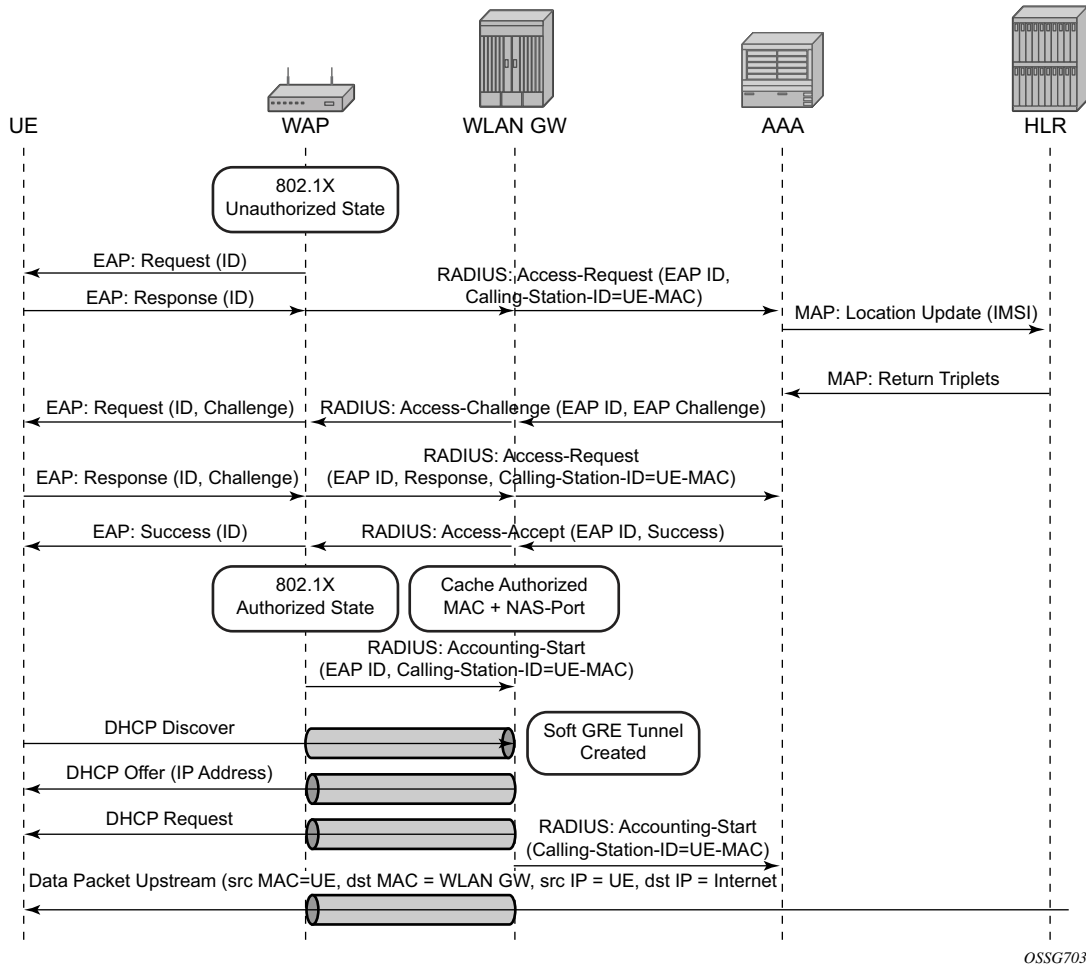 UE
WAP
WLAN GW
AAA
HLR
802.1X
Unauthorized State
EAP: Request (ID)
RADIUS: Access-Request (EAP ID,
Calling-Station-ID=UE-MAC)
EAP: Response (ID)
MAP: Location Update (IMSI)
MAP: Return Triplets
EAP: Request (ID, Challenge)
RADIUS: Access-Challenge (EAP ID, EAP Challenge)
RADIUS: Access-Request
(EAP ID, Response, Calling-Station-ID=UE-MAC)
EAP: Response (ID, Challenge)
EAP: Success (ID)
RADIUS: Access-Accept (EAP ID, Success)
802.1X
Authorized State
Cache Authorized
MAC + NAS-Port
RADIUS: Accounting-Start
(EAP ID, Calling-Station-ID=UE-MAC)
DHCP Discover
Soft GRE Tunnel
Created
DHCP Offer (IP Address)
DHCP Request
RADIUS: Accounting-Start
(Calling-Station-ID=UE-MAC)
Data Packet Upstream (src MAC=UE, dst MAC = WLAN GW, src IP = UE, dst IP = Internet
OSSG703